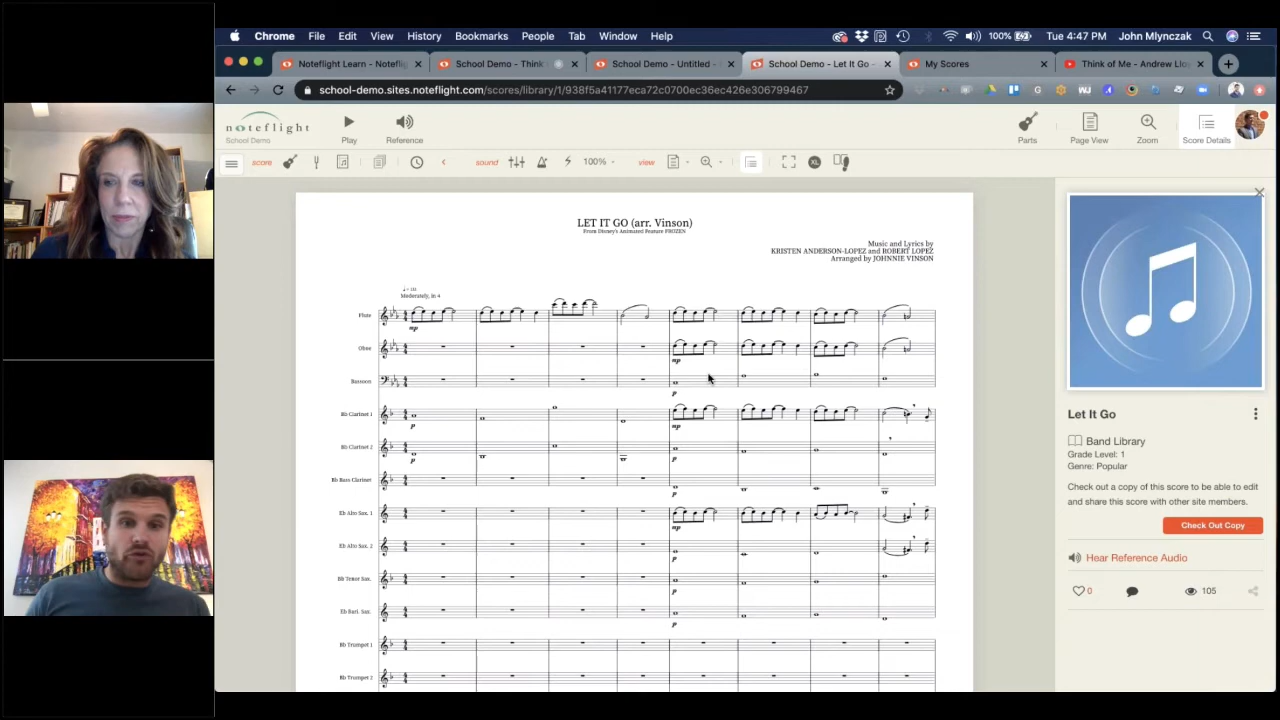 Chrome File Edit View History Bookmarks People Tab Window Help 100% Tue 4:47 PM John Mlynczak
Noteflight Learn - Noteflig School Demo - Think School Demo - Untitled - School Demo - Let It Go - My Scores Think of Me - Andrew Llo
school-demo.sites.noteflight.com/scores/library/1/938f5a41177eca72c0700ec36ec426e306799467
noteflight
School Demo
Play Reference Parts Page View Zoom Score Details
score sound 100% view XL
LET IT GO (arr. Vinson)
From Disney's Animated Feature FROZEN
Music and Lyrics by
KRISTEN ANDERSON-LOPEZ and ROBERT LOPEZ
Arranged by JOHNNIE VINSON
Moderately, in 4
Flute
mp
Oboe
mp
Bassoon
p
Bb Clarinet 1
p mp
Bb Clarinet 2
p p
Bb Bass Clarinet
p
Eb Alto Sax. 1
mp
Eb Alto Sax. 2
p
Bb Tenor Sax.
p
Eb Bari. Sax.
p
Bb Trumpet 1
Bb Trumpet 2
Let It Go
Band Library
Grade Level: 1
Genre: Popular
Check out a copy of this score to be able to edit
and share this score with other site members.
Check Out Copy
Hear Reference Audio
0 105